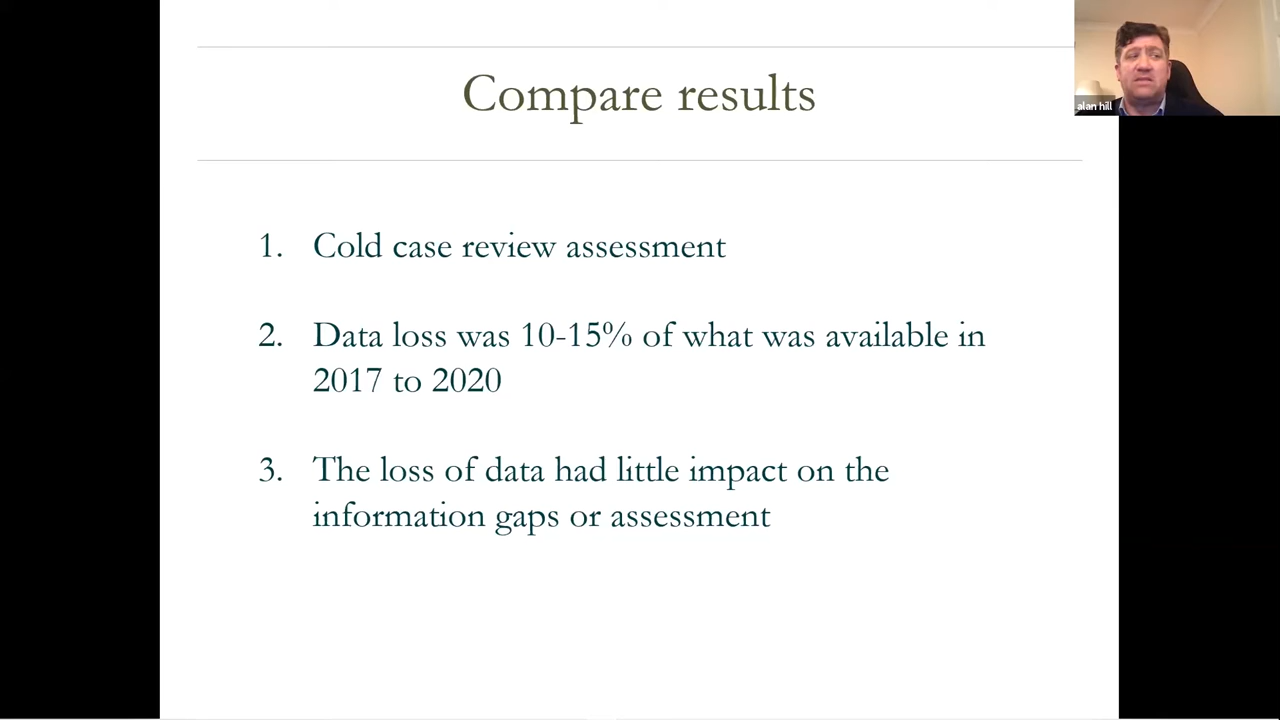 Compare results
alan hill
1. Cold case review assessment
2. Data loss was 10-15% of what was available in
2017 to 2020
3. The loss of data had little impact on the
information gaps or assessment